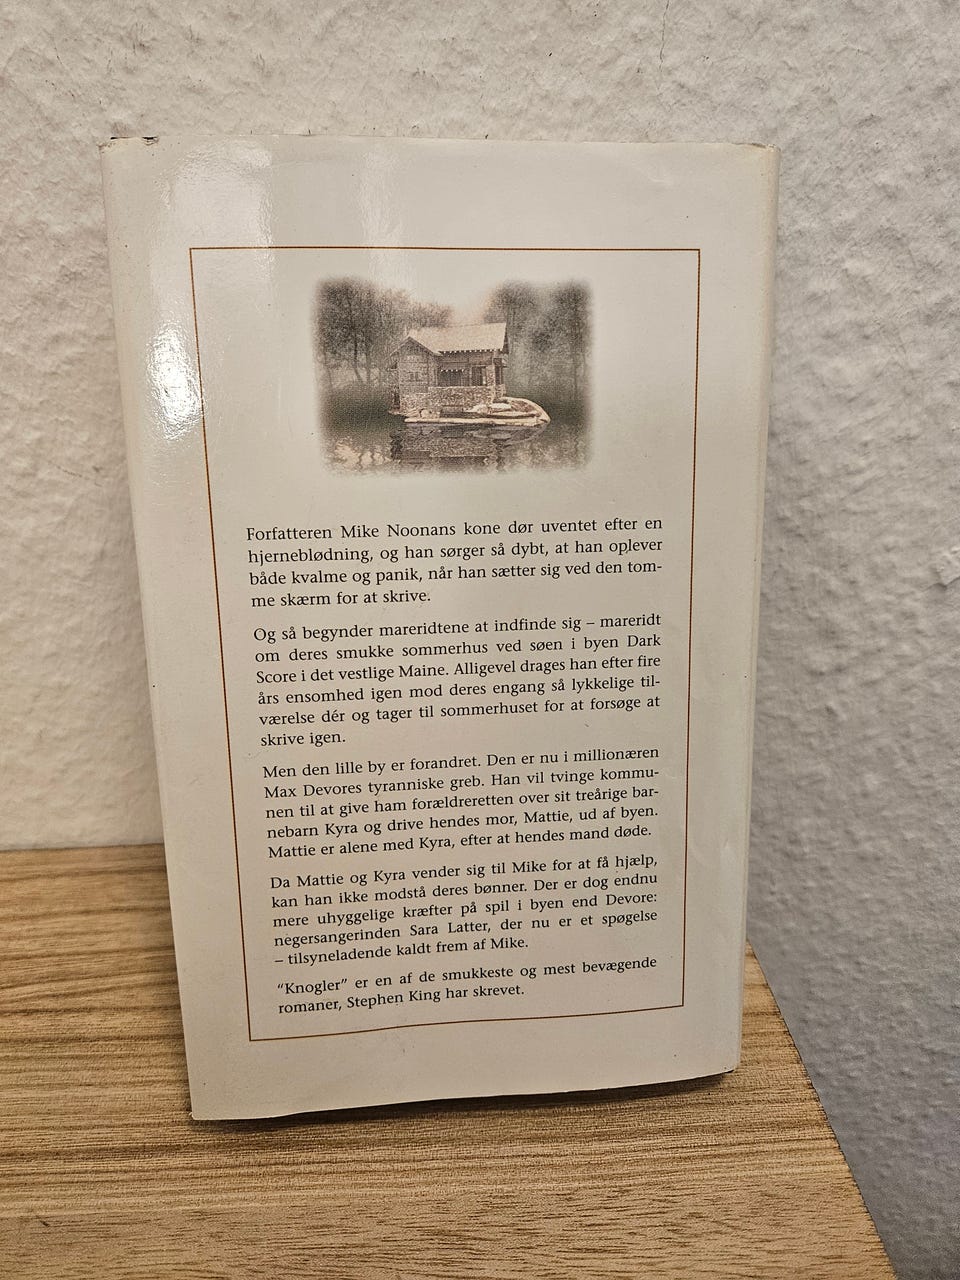 Forfatteren Mike Noonans kone dør uventet efter en
hjerneblødning, og han sørger så dybt, at han oplever
både kvalme og panik, når han sætter sig ved den tom-
me skærm for at skrive.
Og så begynder mareridtene at indfinde sig – mareridt
om deres smukke sommerhus ved søen i byen Dark
Score i det vestlige Maine. Alligevel drages han efter fire
års ensomhed igen mod deres engang så lykkelige til-
værelse dér og tager til sommerhuset for at forsøge at
skrive igen.
Men den lille by er forandret. Den er nu i millionæren
Max Devores tyranniske greb. Han vil tvinge kommu-
nen til at give ham forældreretten over sit treårige bar-
nebarn Kyra og drive hendes mor, Mattie, ud af byen.
Mattie er alene med Kyra, efter at hendes mand døde.
Da Mattie og Kyra vender sig til Mike for at få hjælp,
kan han ikke modstå deres bønner. Der er dog endnu
mere uhyggelige kræfter på spil i byen end Devore:
negersangerinden Sara Latter, der nu er et spøgelse
– tilsyneladende kaldt frem af Mike.
"Knogler" er en af de smukkeste og mest bevægende
romaner, Stephen King har skrevet.